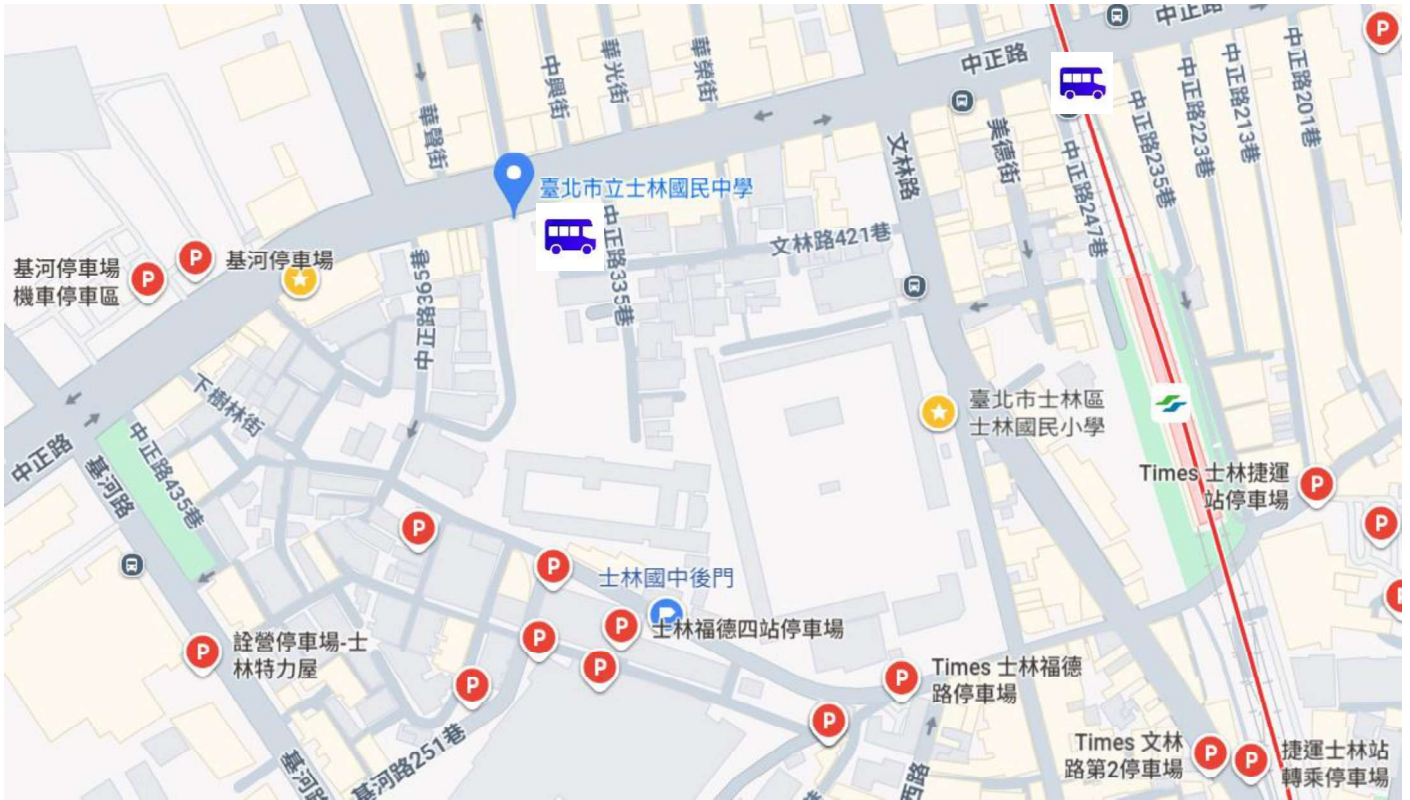 中正路
中正路
華光街
華榮街
中興街
華聲街
中正路201巷
中正路213巷
中正路223巷
中正路235巷
美德街
文林路
中正路247巷
臺北市立士林國民中學
中正路335巷
文林路421巷
基河停車場
機車停車區
基河停車場
中正路365巷
下樹林街
中正路
中正路435巷
基河路
臺北市士林區
士林國民小學
Times 士林捷運
站停車場
P
P
P
P
P
P
P
士林國中後門
士林福德四站停車場
P
詮營停車場-士
林特力屋
P
P
P
P
P
Times 士林福德
路停車場
P
P
基河路251巷
基河路
西路
Times 文林
路第2停車場
P
P
捷運士林站
轉乘停車場
P